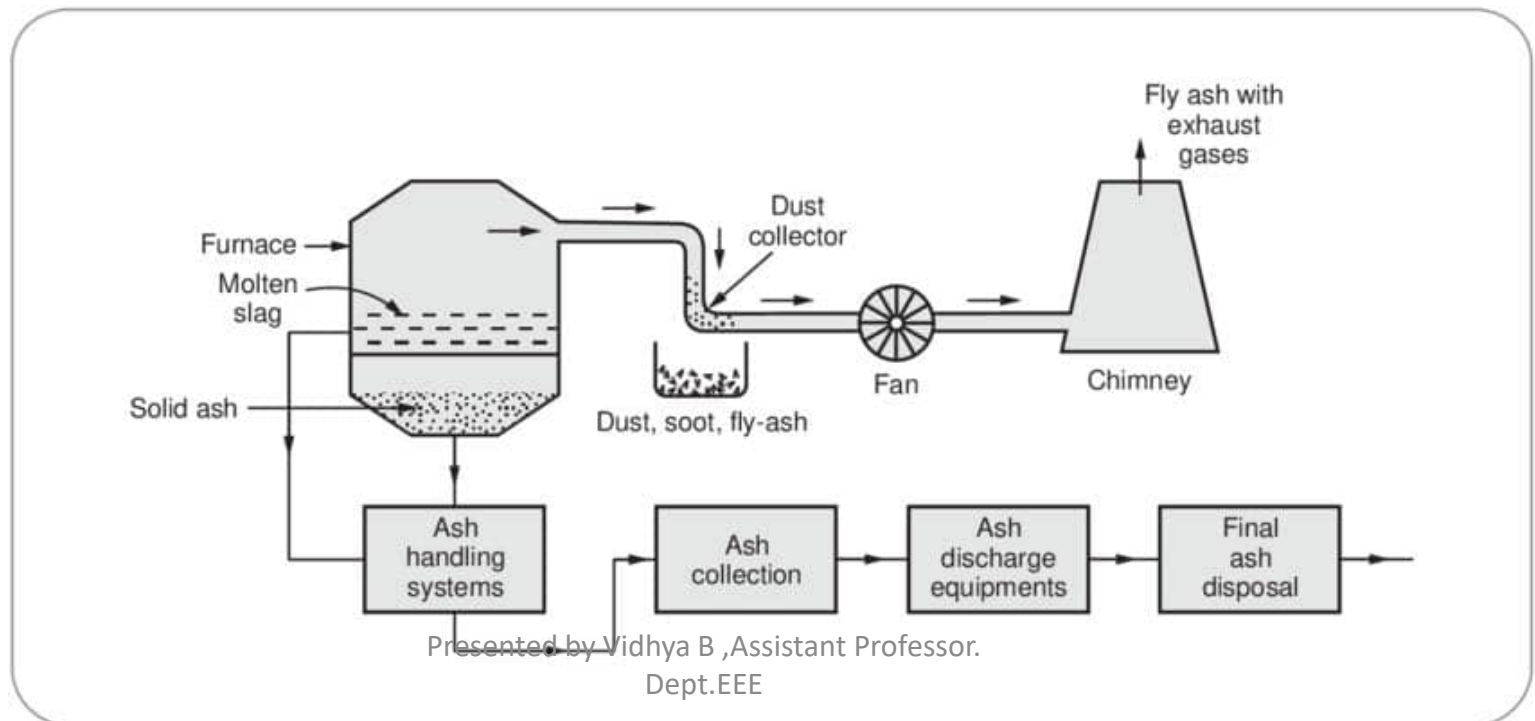 Fly ash with
exhaust
gases
Dust
collector
Furnace
Molten
slag
Fan
Chimney
Solid ash
Dust, soot, fly-ash
Ash
handling
systems
Ash
collection
Ash
discharge
equipments
Final
ash
disposal
Presented by Vidhya B ,Assistant Professor.
Dept.EEE